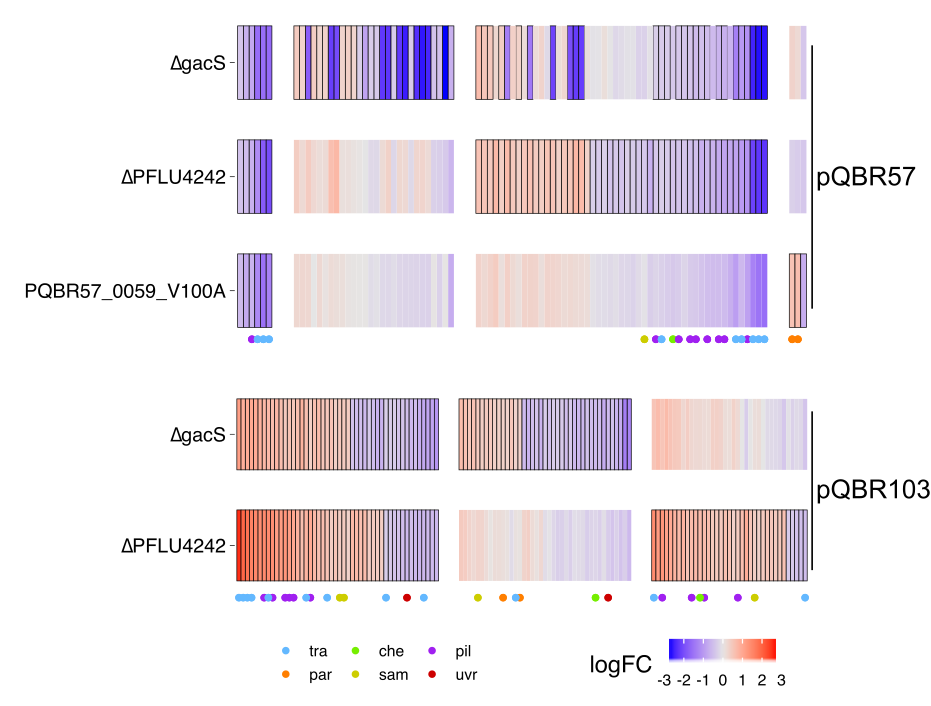 ΔgacS
ΔPFLU4242
pQBR57
PQBR57_0059_V100A
ΔgacS
pQBR103
ΔPFLU4242
tra che pil
par sam uvr
logFC
-3 -2 -1 0 1 2 3